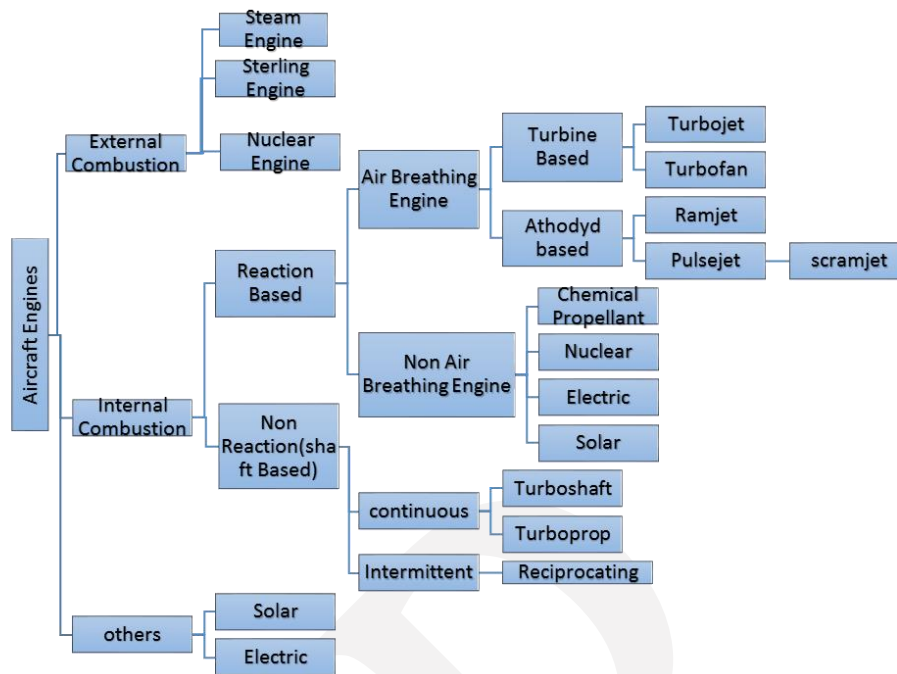 Steam
Engine
Sterling
Engine
External
Combustion
Nuclear
Engine
Turbine
Based
Turbojet
Turbofan
Air Breathing
Engine
Athodyd
based
Ramjet
Pulsejet
scramjet
Aircraft Engines
Reaction
Based
Chemical
Propellant
Non Air
Breathing Engine
Nuclear
Electric
Solar
Internal
Combustion
Non
Reaction(sha
ft Based)
continuous
Turboshaft
Turboprop
Intermittent
Reciprocating
others
Solar
Electric